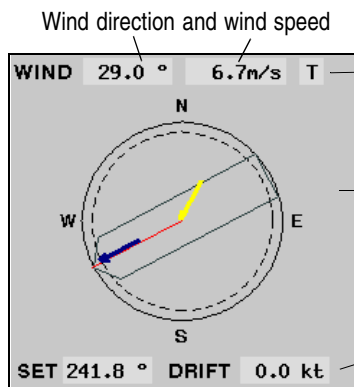 Wind direction and wind speed
WIND 29.0 ° 6.7m/s T
N
W E
S
SET 241.8 ° DRIFT 0.0 kt